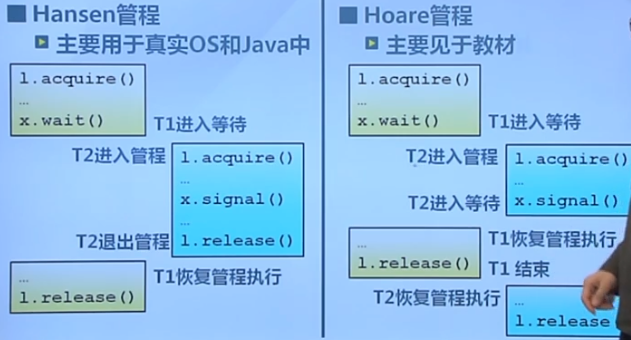 Hansen管程
主要用于真实OS和Java中
l.acquire()
…
x.wait()
T1进入等待
T2进入管程
l.acquire()
…
x.signal()
T2退出管程
l.release()
T1恢复管程执行
…
l.release()
Hoare管程
主要见于教材
l.acquire()
…
x.wait()
T1进入等待
T2进入管程
l.acquire()
…
T2进入等待
x.signal()
T1恢复管程执行
…
l.release()
T1 结束
T2恢复管程执行
…
l.release